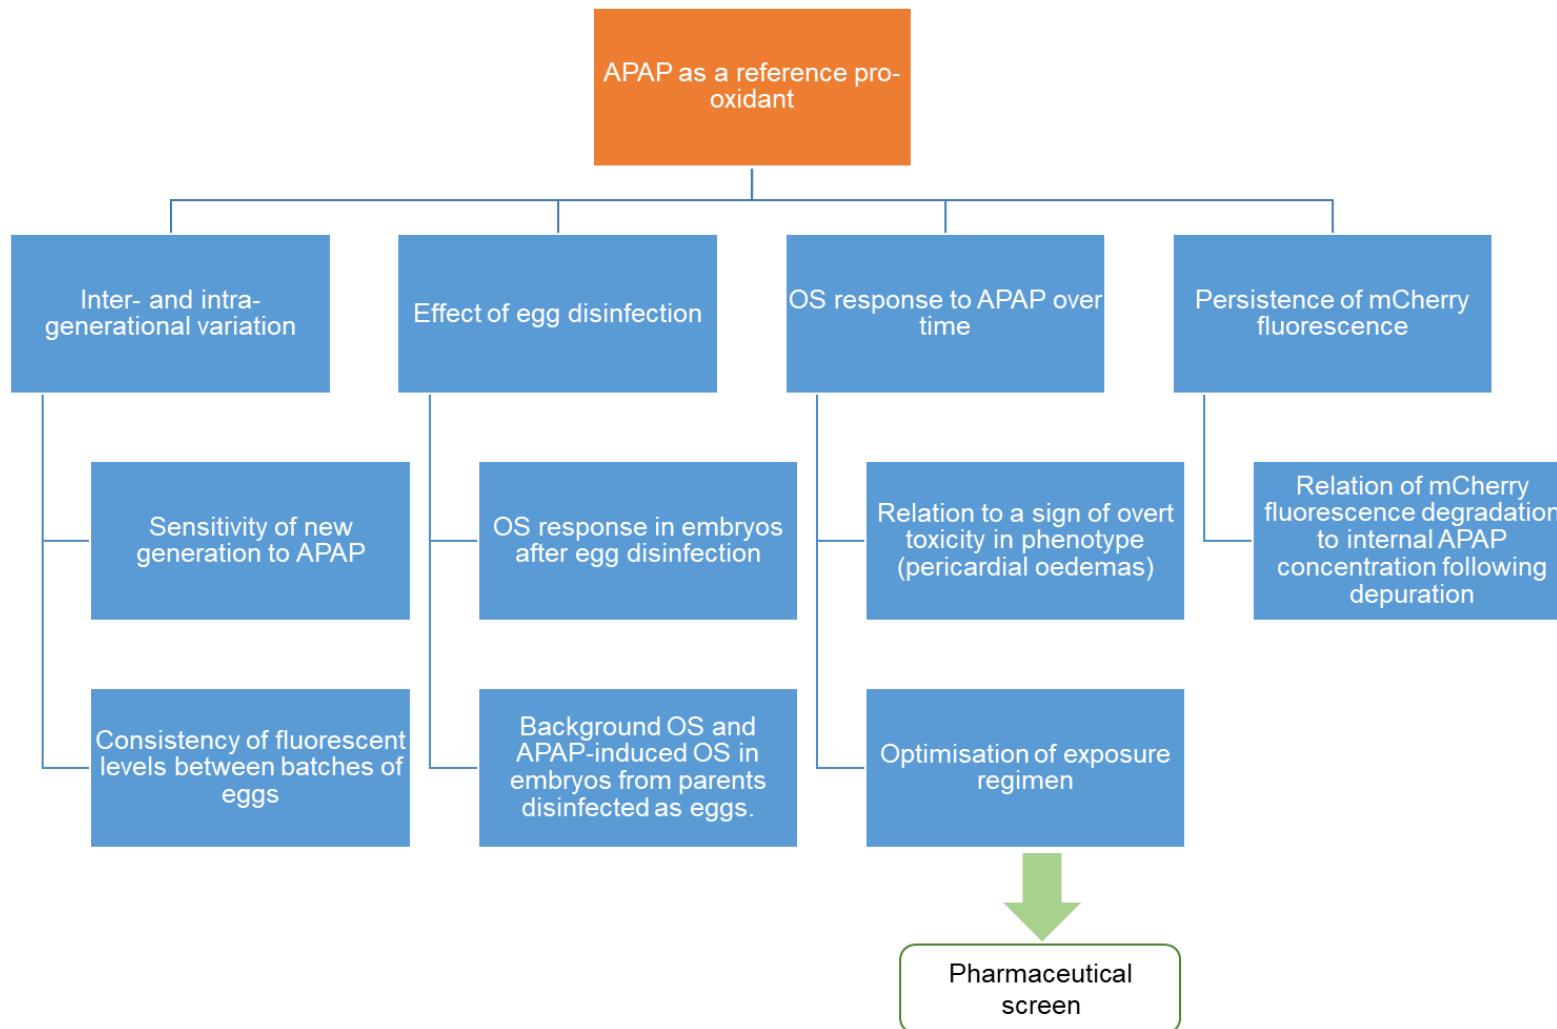 APAP as a reference pro-
oxidant
Inter- and intra-
generational variation
Effect of egg disinfection
OS response to APAP over
time
Persistence of mCherry
fluorescence
Sensitivity of new
generation to APAP
OS response in embryos
after egg disinfection
Relation to a sign of overt
toxicity in phenotype
(pericardial oedemas)
Relation of mCherry
fluorescence degradation
to internal APAP
concentration following
depuration
Consistency of fluorescent
levels between batches of
eggs
Background OS and
APAP-induced OS in
embryos from parents
disinfected as eggs.
Optimisation of exposure
regimen
Pharmaceutical
screen